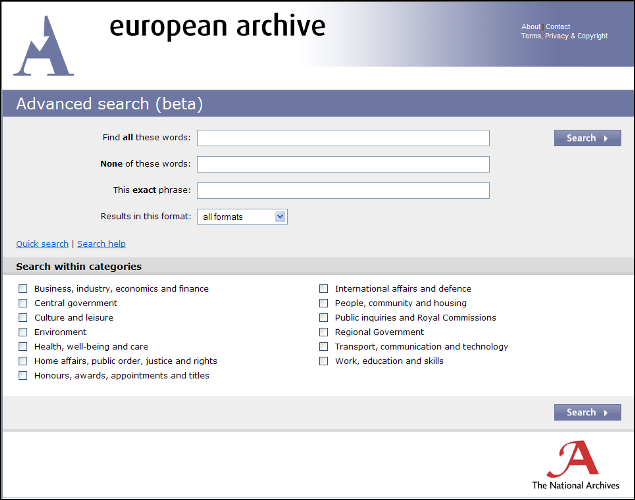 european archive
About | Contact
Terms, Privacy & Copyright
Advanced search (beta)
Find all these words:
Search
None of these words:
This exact phrase:
Results in this format: all formats
Quick search | Search help
Search within categories
Business, industry, economics and finance
Central government
Culture and leisure
Environment
Health, well-being and care
Home affairs, public order, justice and rights
Honours, awards, appointments and titles
International affairs and defence
People, community and housing
Public inquiries and Royal Commissions
Regional Government
Transport, communication and technology
Work, education and skills
Search
A
The National Archives